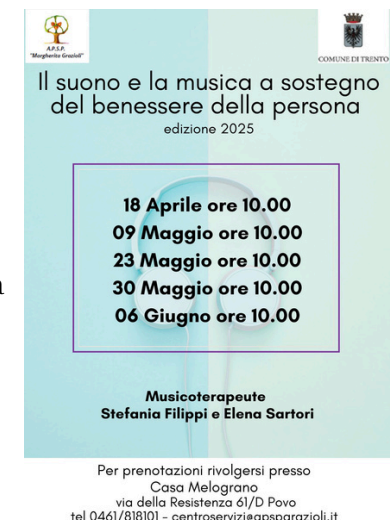 A.P.S.P.
"Margherita Grazioli"
COMUNE DI TRENTO
Il suono e la musica a sostegno
del benessere della persona
edizione 2025
18 Aprile ore 10.00
09 Maggio ore 10.00
23 Maggio ore 10.00
30 Maggio ore 10.00
06 Giugno ore 10.00
Musicoterapeute
Stefania Filippi e Elena Sartori
Per prenotazioni rivolgersi presso
Casa Melograno
via della Resistenza 61/D Povo
tel 0461/818101 - centroservizi@apspgrazioli.it